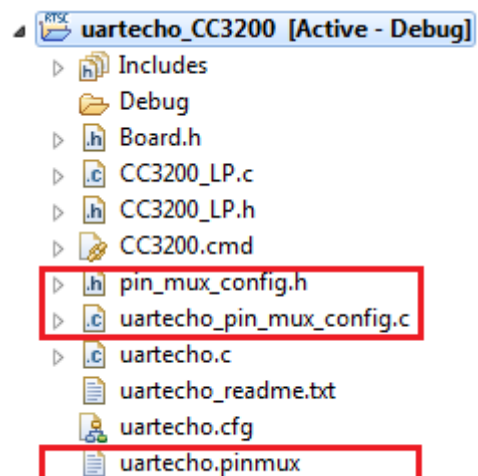 RTSC
uartecho_CC3200 [Active - Debug]
Includes
Debug
.h Board.h
.c CC3200_LP.c
.h CC3200_LP.h
CC3200.cmd
.h pin_mux_config.h
.c uartecho_pin_mux_config.c
.c uartecho.c
uartecho_readme.txt
uartecho.cfg
uartecho.pinmux